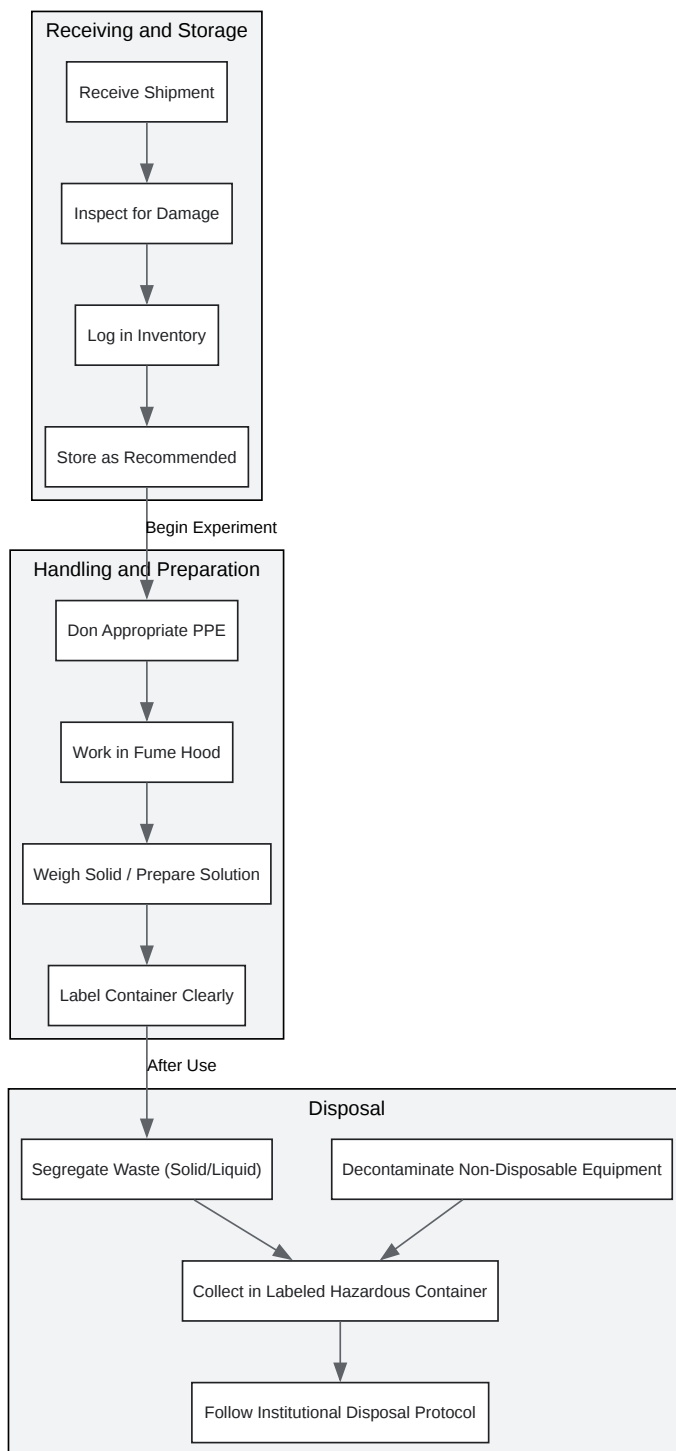 Receiving and Storage
Receive Shipment
Inspect for Damage
Log in Inventory
Store as Recommended
Begin Experiment
Handling and Preparation
Don Appropriate PPE
Work in Fume Hood
Weigh Solid / Prepare Solution
Label Container Clearly
After Use
Disposal
Segregate Waste (Solid/Liquid)
Decontaminate Non-Disposable Equipment
Collect in Labeled Hazardous Container
Follow Institutional Disposal Protocol